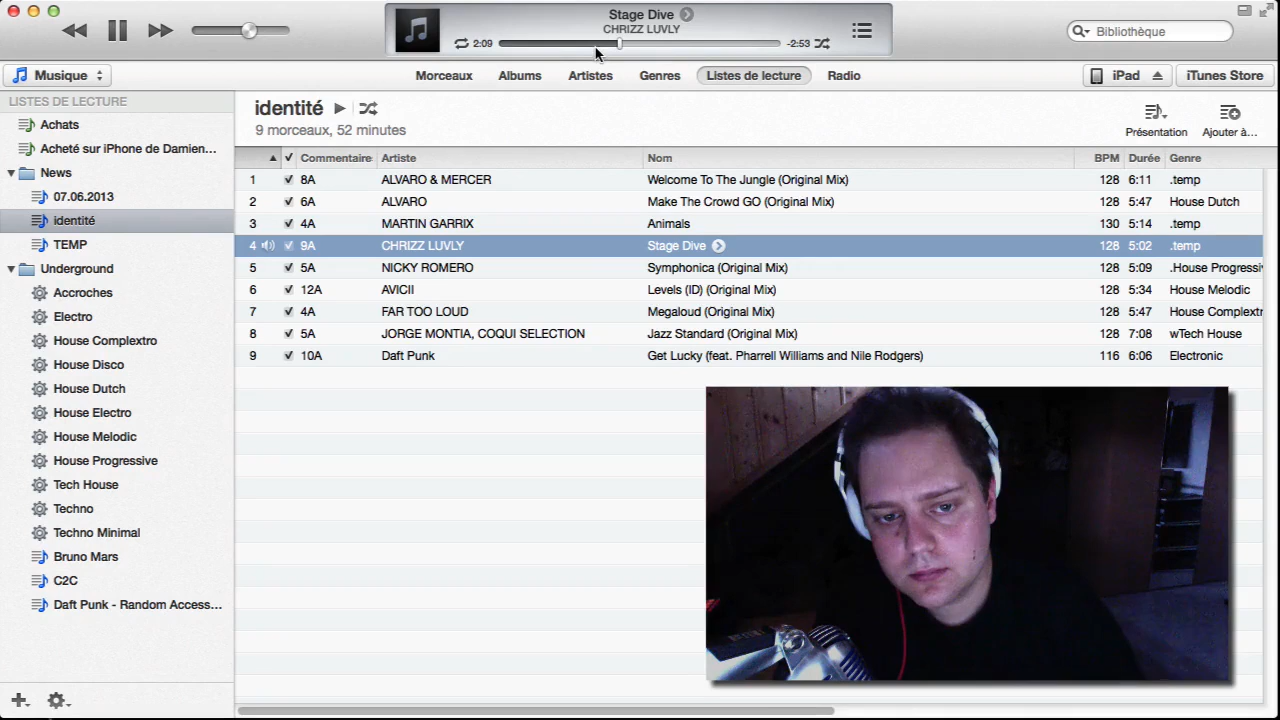 Stage Dive
CHRIZZ LUVLY
2:09 -2:53
Bibliothèque
Musique Morceaux Albums Artistes Genres Listes de lecture Radio iPad iTunes Store
LISTES DE LECTURE
Achats
Acheté sur iPhone de Damien...
News
07.06.2013
identité
TEMP
Underground
Accroches
Electro
House Complextro
House Disco
House Dutch
House Electro
House Melodic
House Progressive
Tech House
Techno
Techno Minimal
Bruno Mars
C2C
Daft Punk - Random Access...
identité
9 morceaux, 52 minutes
Présentation Ajouter à...
Commentaire Artiste Nom BPM Durée Genre
1 8A ALVARO & MERCER Welcome To The Jungle (Original Mix) 128 6:11 .temp
2 6A ALVARO Make The Crowd GO (Original Mix) 128 5:47 House Dutch
3 4A MARTIN GARRIX Animals 130 5:14 .temp
4 9A CHRIZZ LUVLY Stage Dive 128 5:02 .temp
5 5A NICKY ROMERO Symphonica (Original Mix) 128 5:09 .House Progressi
6 12A AVICII Levels (ID) (Original Mix) 128 5:34 House Melodic
7 4A FAR TOO LOUD Megaloud (Original Mix) 128 5:47 House Complextr
8 5A JORGE MONTIA, COQUI SELECTION Jazz Standard (Original Mix) 128 7:08 wTech House
9 10A Daft Punk Get Lucky (feat. Pharrell Williams and Nile Rodgers) 116 6:06 Electronic